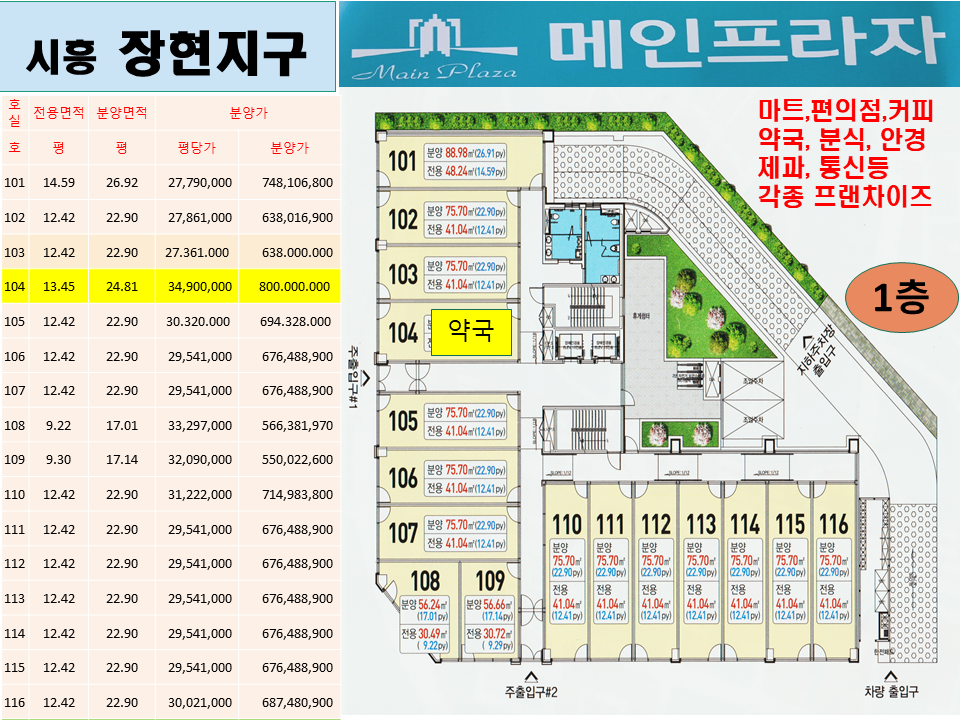 시흥 장현지구
Main Plaza
메인프라자
호실 전용면적 분양면적 분양가
호 평 평 평당가 분양가
101 14.59 26.92 27,790,000 748,106,800
102 12.42 22.90 27,861,000 638,016,900
103 12.42 22.90 27.361.000 638.000.000
104 13.45 24.81 34,900,000 800.000.000
105 12.42 22.90 30.320.000 694.328.000
106 12.42 22.90 29,541,000 676,488,900
107 12.42 22.90 29,541,000 676,488,900
108 9.22 17.01 33,297,000 566,381,970
109 9.30 17.14 32,090,000 550,022,600
110 12.42 22.90 31,222,000 714,983,800
111 12.42 22.90 29,541,000 676,488,900
112 12.42 22.90 29,541,000 676,488,900
113 12.42 22.90 29,541,000 676,488,900
114 12.42 22.90 29,541,000 676,488,900
115 12.42 22.90 29,541,000 676,488,900
116 12.42 22.90 30,021,000 687,480,900
마트,편의점,커피
약국, 분식, 안경
제과, 통신등
각종 프랜차이즈
1층
101 분양 88.98㎡(26.91py)
전용 48.24㎡(14.59py)
102 분양 75.70㎡(22.90py)
전용 41.04㎡(12.41py)
103 분양 75.70㎡(22.90py)
전용 41.04㎡(12.41py)
104 약국
휴게쉼터
조업주차
조업주차
지하주차장
출입구
주출입구#1
105 분양 75.70㎡(22.90py)
전용 41.04㎡(12.41py)
106 분양 75.70㎡(22.90py)
전용 41.04㎡(12.41py)
107 분양 75.70㎡(22.90py)
전용 41.04㎡(12.41py)
SLOPE:1/12
SLOPE:1/12
SLOPE:1/12
108
분양 56.24㎡
(17.01py)
전용 30.49㎡
( 9.22py)
109
분양 56.66㎡
(17.14py)
전용 30.72㎡
( 9.29py)
110 111 112 113 114 115 116
분양 분양 분양 분양 분양 분양 분양
75.70㎡ 75.70㎡ 75.70㎡ 75.70㎡ 75.70㎡ 75.70㎡ 75.70㎡
(22.90py) (22.90py) (22.90py) (22.90py) (22.90py) (22.90py) (22.90py)
전용 전용 전용 전용 전용 전용 전용
41.04㎡ 41.04㎡ 41.04㎡ 41.04㎡ 41.04㎡ 41.04㎡ 41.04㎡
(12.41py) (12.41py) (12.41py) (12.41py) (12.41py) (12.41py) (12.41py)
주출입구#2
차량 출입구